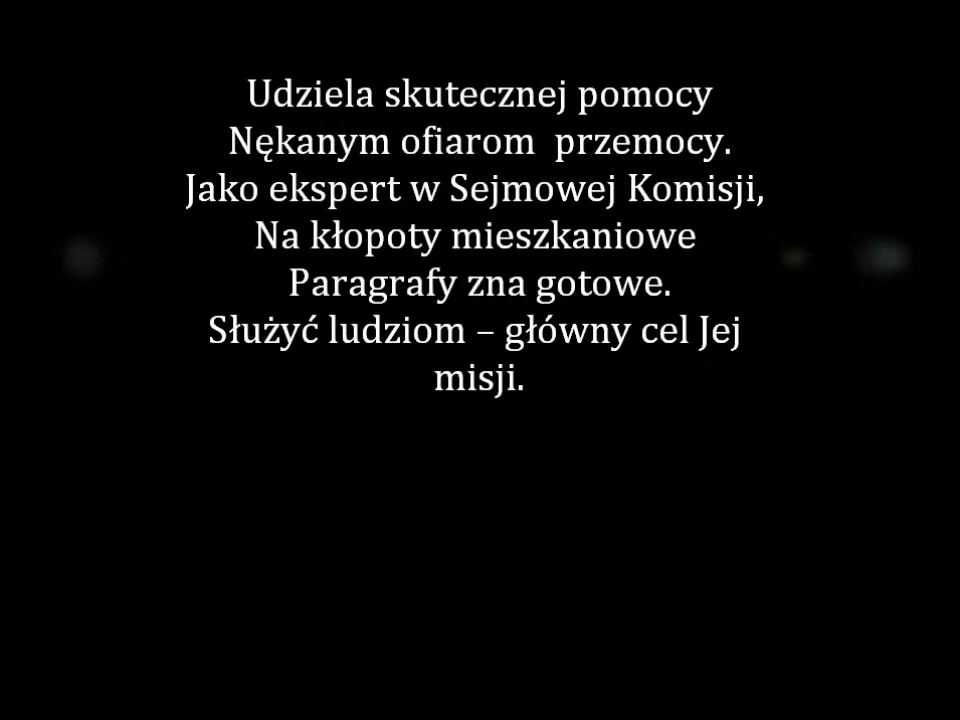 Udziela skutecznej pomocy
Nękanym ofiarom  przemocy.
Jako ekspert w Sejmowej Komisji,
Na kłopoty mieszkaniowe
Paragrafy zna gotowe.
Służyć ludziom – główny cel Jej
misji.